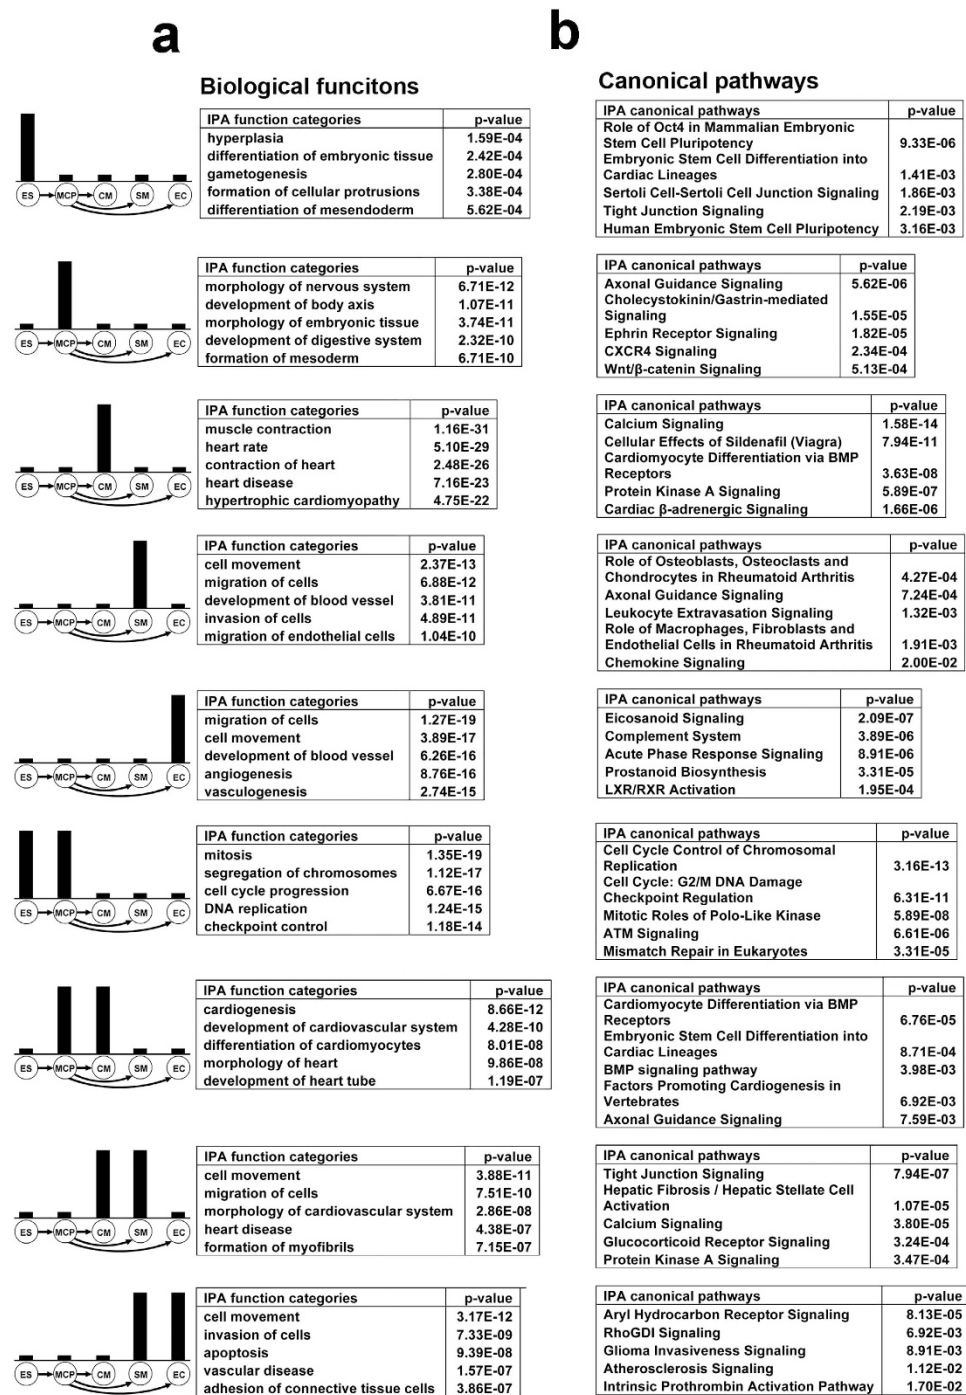 a
b
Biological funcitons
Canonical pathways
IPA function categories p-value
hyperplasia 1.59E-04
differentiation of embryonic tissue 2.42E-04
gametogenesis 2.80E-04
formation of cellular protrusions 3.38E-04
differentiation of mesendoderm 5.62E-04
ES MCP CM SM EC
IPA canonical pathways p-value
Role of Oct4 in Mammalian Embryonic
Stem Cell Pluripotency 9.33E-06
Embryonic Stem Cell Differentiation into
Cardiac Lineages 1.41E-03
Sertoli Cell-Sertoli Cell Junction Signaling 1.86E-03
Tight Junction Signaling 2.19E-03
Human Embryonic Stem Cell Pluripotency 3.16E-03
IPA function categories p-value
morphology of nervous system 6.71E-12
development of body axis 1.07E-11
morphology of embryonic tissue 3.74E-11
development of digestive system 2.32E-10
formation of mesoderm 6.71E-10
ES MCP CM SM EC
IPA canonical pathways p-value
Axonal Guidance Signaling 5.62E-06
Cholecystokinin/Gastrin-mediated
Signaling 1.55E-05
Ephrin Receptor Signaling 1.82E-05
CXCR4 Signaling 2.34E-04
Wnt/β-catenin Signaling 5.13E-04
IPA function categories p-value
muscle contraction 1.16E-31
heart rate 5.10E-29
contraction of heart 2.48E-26
heart disease 7.16E-23
hypertrophic cardiomyopathy 4.75E-22
ES MCP CM SM EC
IPA canonical pathways p-value
Calcium Signaling 1.58E-14
Cellular Effects of Sildenafil (Viagra) 7.94E-11
Cardiomyocyte Differentiation via BMP
Receptors 3.63E-08
Protein Kinase A Signaling 5.89E-07
Cardiac β-adrenergic Signaling 1.66E-06
IPA function categories p-value
cell movement 2.37E-13
migration of cells 6.88E-12
development of blood vessel 3.81E-11
invasion of cells 4.89E-11
migration of endothelial cells 1.04E-10
ES MCP CM SM EC
IPA canonical pathways p-value
Role of Osteoblasts, Osteoclasts and
Chondrocytes in Rheumatoid Arthritis 4.27E-04
Axonal Guidance Signaling 7.24E-04
Leukocyte Extravasation Signaling 1.32E-03
Role of Macrophages, Fibroblasts and
Endothelial Cells in Rheumatoid Arthritis 1.91E-03
Chemokine Signaling 2.00E-02
IPA function categories p-value
migration of cells 1.27E-19
cell movement 3.89E-17
development of blood vessel 6.26E-16
angiogenesis 8.76E-16
vasculogenesis 2.74E-15
ES MCP CM SM EC
IPA canonical pathways p-value
Eicosanoid Signaling 2.09E-07
Complement System 3.89E-06
Acute Phase Response Signaling 8.91E-06
Prostanoid Biosynthesis 3.31E-05
LXR/RXR Activation 1.95E-04
IPA function categories p-value
mitosis 1.35E-19
segregation of chromosomes 1.12E-17
cell cycle progression 6.67E-16
DNA replication 1.24E-15
checkpoint control 1.18E-14
ES MCP CM SM EC
IPA canonical pathways p-value
Cell Cycle Control of Chromosomal
Replication 3.16E-13
Cell Cycle: G2/M DNA Damage
Checkpoint Regulation 6.31E-11
Mitotic Roles of Polo-Like Kinase 5.89E-08
ATM Signaling 6.61E-06
Mismatch Repair in Eukaryotes 3.31E-05
IPA function categories p-value
cardiogenesis 8.66E-12
development of cardiovascular system 4.28E-10
differentiation of cardiomyocytes 8.01E-08
morphology of heart 9.86E-08
development of heart tube 1.19E-07
ES MCP CM SM EC
IPA canonical pathways p-value
Cardiomyocyte Differentiation via BMP
Receptors 6.76E-05
Embryonic Stem Cell Differentiation into
Cardiac Lineages 8.71E-04
BMP signaling pathway 3.98E-03
Factors Promoting Cardiogenesis in
Vertebrates 6.92E-03
Axonal Guidance Signaling 7.59E-03
IPA function categories p-value
cell movement 3.88E-11
migration of cells 7.51E-10
morphology of cardiovascular system 2.86E-08
heart disease 4.38E-07
formation of myofibrils 7.15E-07
ES MCP CM SM EC
IPA canonical pathways p-value
Tight Junction Signaling 7.94E-07
Hepatic Fibrosis / Hepatic Stellate Cell
Activation 1.07E-05
Calcium Signaling 3.80E-05
Glucocorticoid Receptor Signaling 3.24E-04
Protein Kinase A Signaling 3.47E-04
IPA function categories p-value
cell movement 3.17E-12
invasion of cells 7.33E-09
apoptosis 9.39E-08
vascular disease 1.57E-07
adhesion of connective tissue cells 3.86E-07
ES MCP CM SM EC
IPA canonical pathways p-value
Aryl Hydrocarbon Receptor Signaling 8.13E-05
RhoGDI Signaling 6.92E-03
Glioma Invasiveness Signaling 8.91E-03
Atherosclerosis Signaling 1.12E-02
Intrinsic Prothrombin Activation Pathway 1.70E-02